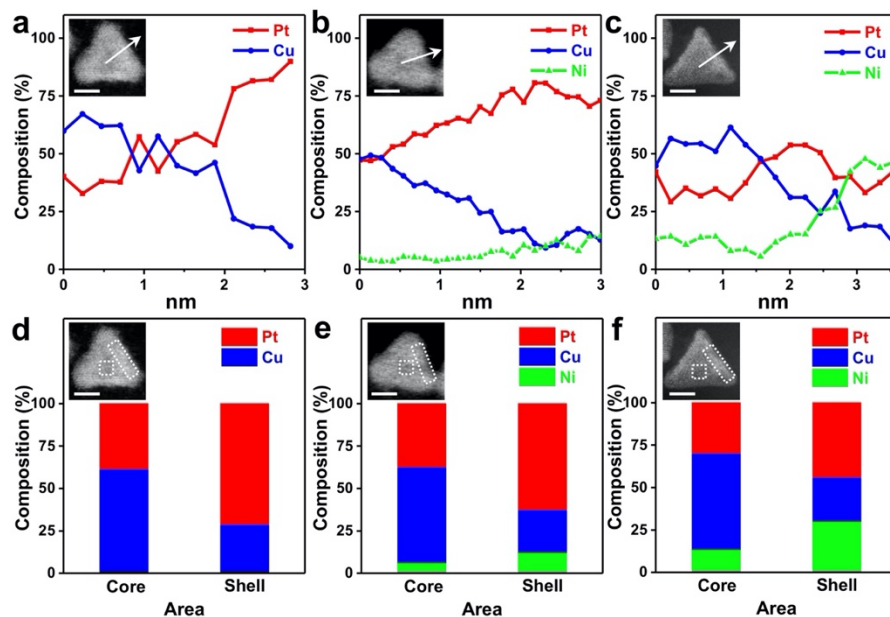 a
Pt
Cu
Composition (%)
100
75
50
25
0
0
1
2
3
nm
b
Pt
Cu
Ni
Composition (%)
100
75
50
25
0
0
1
2
3
nm
c
Pt
Cu
Ni
Composition (%)
100
75
50
25
0
0
1
2
3
nm
d
Pt
Cu
Composition (%)
100
75
50
25
0
Core
Shell
Area
e
Pt
Cu
Ni
Composition (%)
100
75
50
25
0
Core
Shell
Area
f
Pt
Cu
Ni
Composition (%)
100
75
50
25
0
Core
Shell
Area